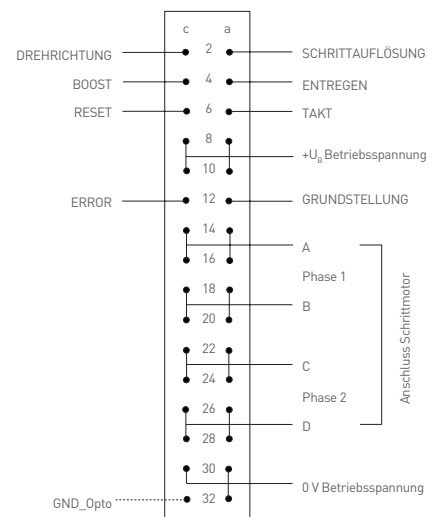 c a
DREHRICHTUNG 2 SCHRITTAUFLÖSUNG
BOOST 4 ENTREGEN
RESET 6 TAKT
8
+U_B Betriebsspannung
10
ERROR 12 GRUNDSTELLUNG
14
A
16
Phase 1
18
B
20
22
C
24
Phase 2
26
D
28
Anschluss Schrittmotor
30
0 V Betriebsspannung
GND_Opto 32